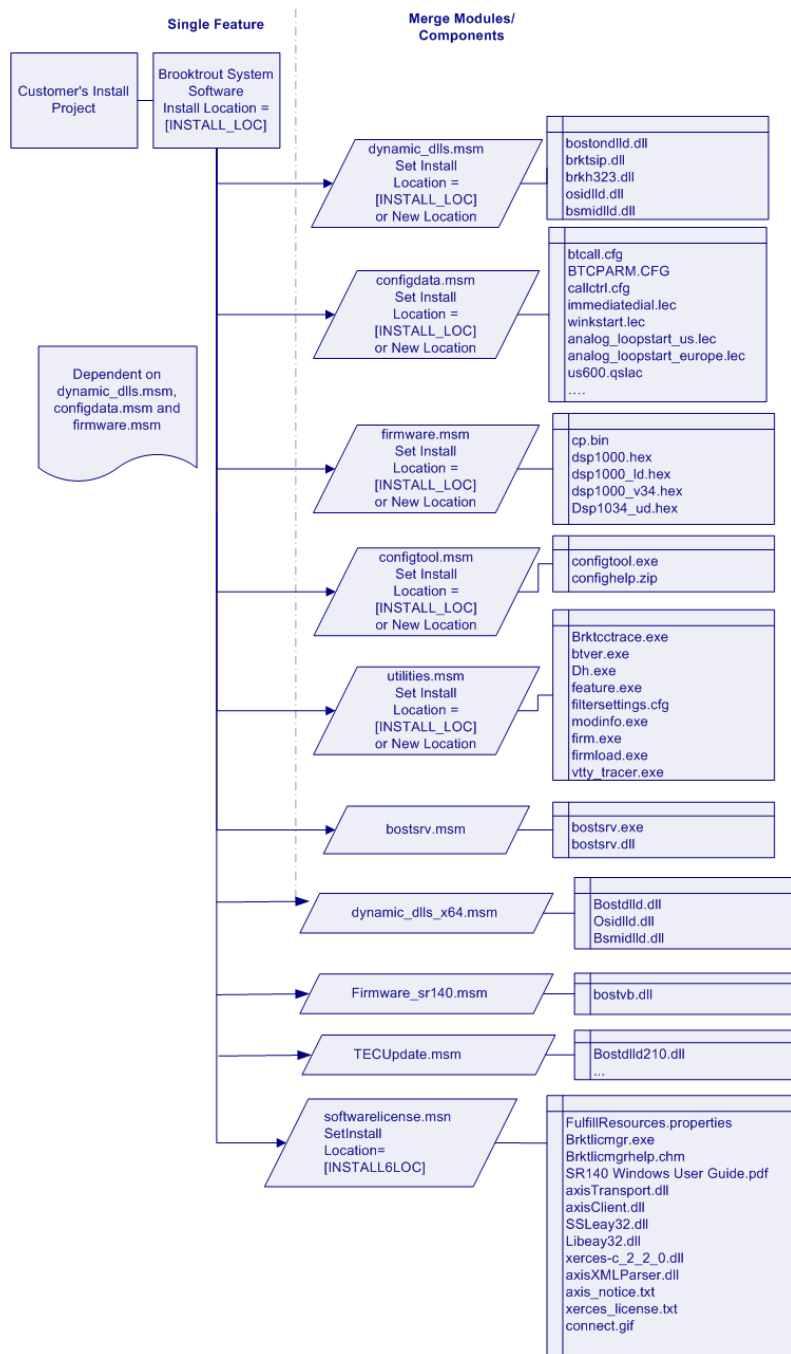 Single Feature
Merge Modules/
Components
Customer's Install
Project
Brooktrout System
Software
Install Location =
[INSTALL_LOC]
dynamic_dlls.msm
Set Install
Location =
[INSTALL_LOC]
or New Location
bostondlld.dll
brktsip.dll
brkh323.dll
osidlld.dll
bsmidlld.dll
configdata.msm
Set Install
Location =
[INSTALL_LOC]
or New Location
btcall.cfg
BTCPARM.CFG
callctrl.cfg
immediatedial.lec
winkstart.lec
analog_loopstart_us.lec
analog_loopstart_europe.lec
us600.qslac
....
Dependent on
dynamic_dlls.msm,
configdata.msm and
firmware.msm
firmware.msm
Set Install
Location =
[INSTALL_LOC]
or New Location
cp.bin
dsp1000.hex
dsp1000_ld.hex
dsp1000_v34.hex
Dsp1034_ud.hex
configtool.msm
Set Install
Location =
[INSTALL_LOC]
or New Location
configtool.exe
confighelp.zip
utilities.msm
Set Install
Location =
[INSTALL_LOC]
or New Location
Brktcctrace.exe
btver.exe
Dh.exe
feature.exe
filtersettings.cfg
modinfo.exe
firm.exe
firmload.exe
vtty_tracer.exe
bostsrv.msm
bostsrv.exe
bostsrv.dll
dynamic_dlls_x64.msm
Bostdlld.dll
Osidlld.dll
Bsmidlld.dll
Firmware_sr140.msm
bostvb.dll
TECUpdate.msm
Bostdlld210.dll
...
softwarelicense.msn
SetInstall
Location=
[INSTALL6LOC]
FulfillResources.properties
Brktlicmgr.exe
Brktlicmgrhelp.chm
SR140 Windows User Guide.pdf
axisTransport.dll
axisClient.dll
SSLeay32.dll
Libeay32.dll
xerces-c_2_2_0.dll
axisXMLParser.dll
axis_notice.txt
xerces_license.txt
connect.gif